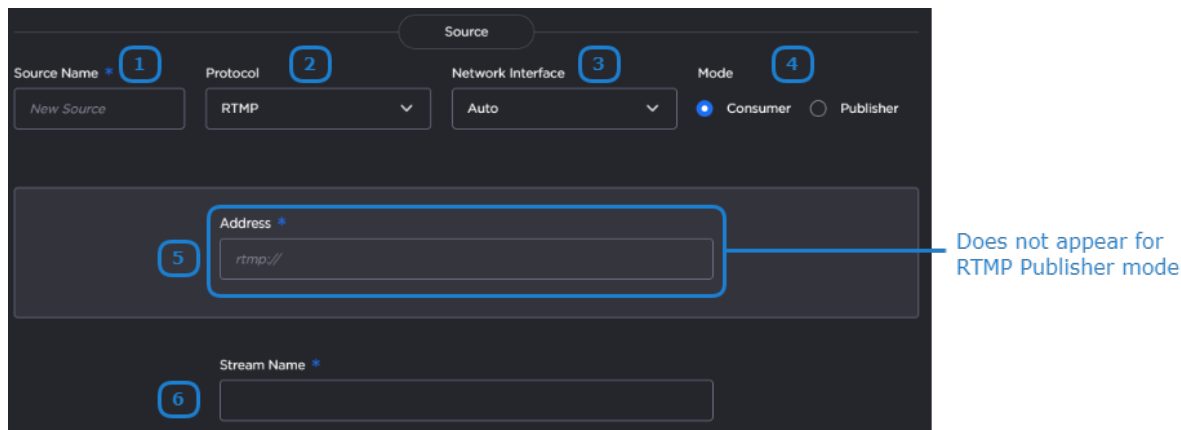 Source
Source Name * 1 Protocol 2 Network Interface 3 Mode 4
New Source RTMP Auto Consumer Publisher
Address *
5 rtmp://
Does not appear for
RTMP Publisher mode
Stream Name *
6